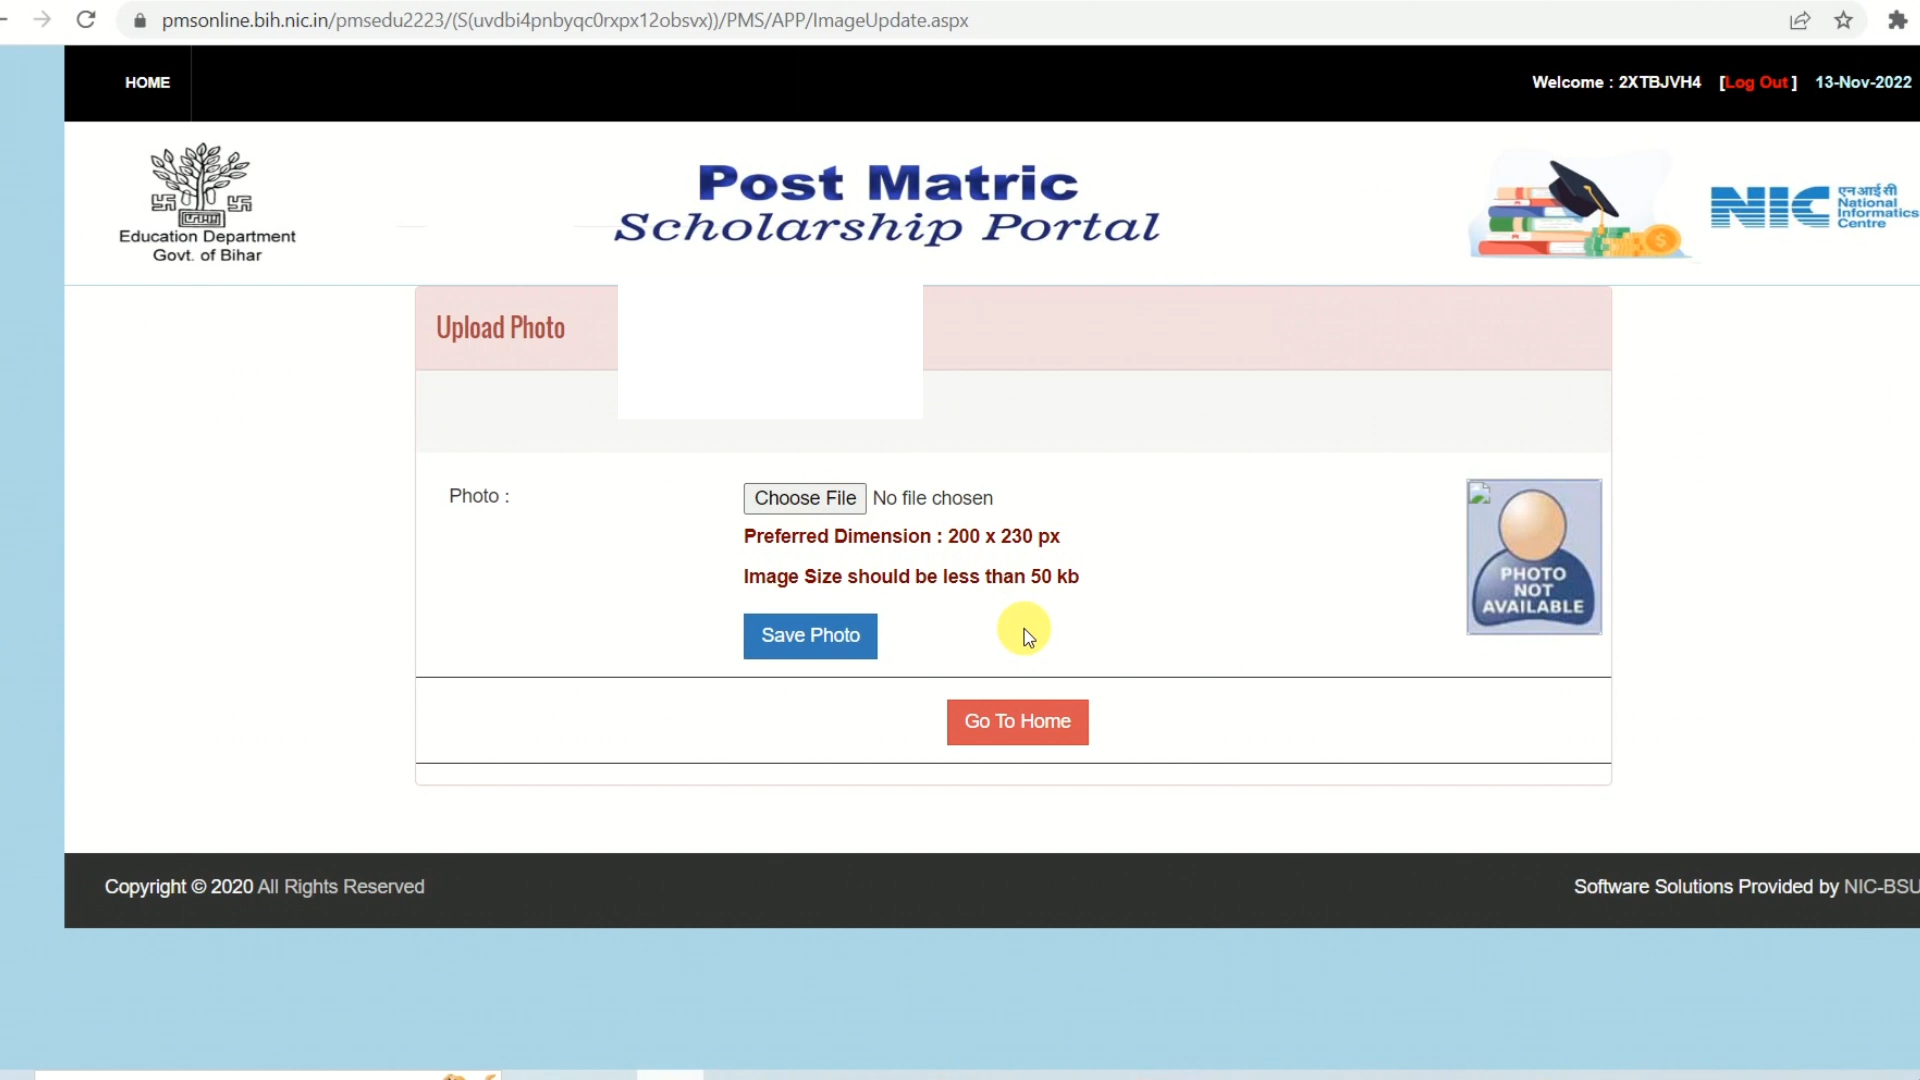 pmsonline.bih.nic.in/pmsedu2223/(S(uvdbi4pnbyqc0rxpx12obsvx))/PMS/APP/ImageUpdate.aspx
HOME
Welcome : 2XTBJVH4 [Log Out] 13-Nov-2022
Education Department
Govt. of Bihar
Post Matric
Scholarship Portal
NIC
एन आई सी
National
Informatics
Centre
Upload Photo
Photo :
Choose File No file chosen
Preferred Dimension : 200 x 230 px
Image Size should be less than 50 kb
Save Photo
PHOTO
NOT
AVAILABLE
Go To Home
Copyright © 2020 All Rights Reserved
Software Solutions Provided by NIC-BSU